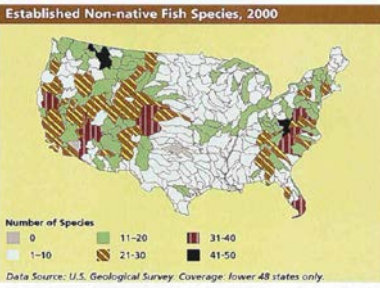 Established Non-native Fish Species, 2000
Number of Species
0 11–20 31-40
1–10 21-30 41-50
Data Source: U.S. Geological Survey. Coverage: lower 48 states only.